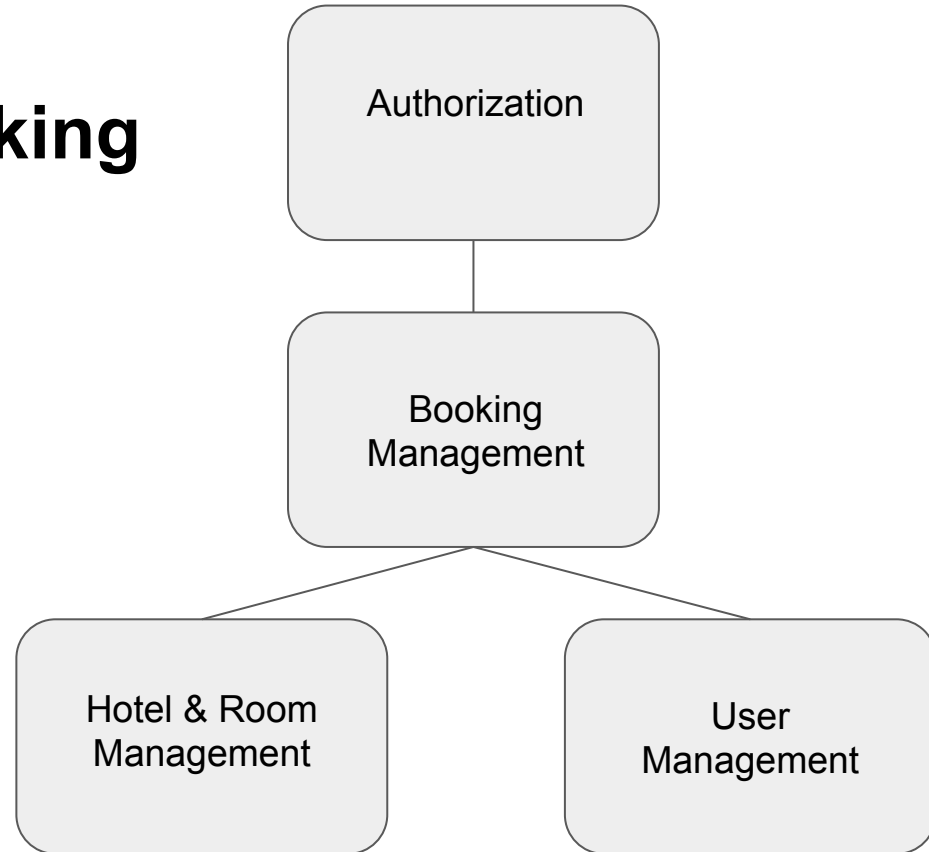 king
Authorization
Booking
Management
Hotel & Room
Management
User
Management